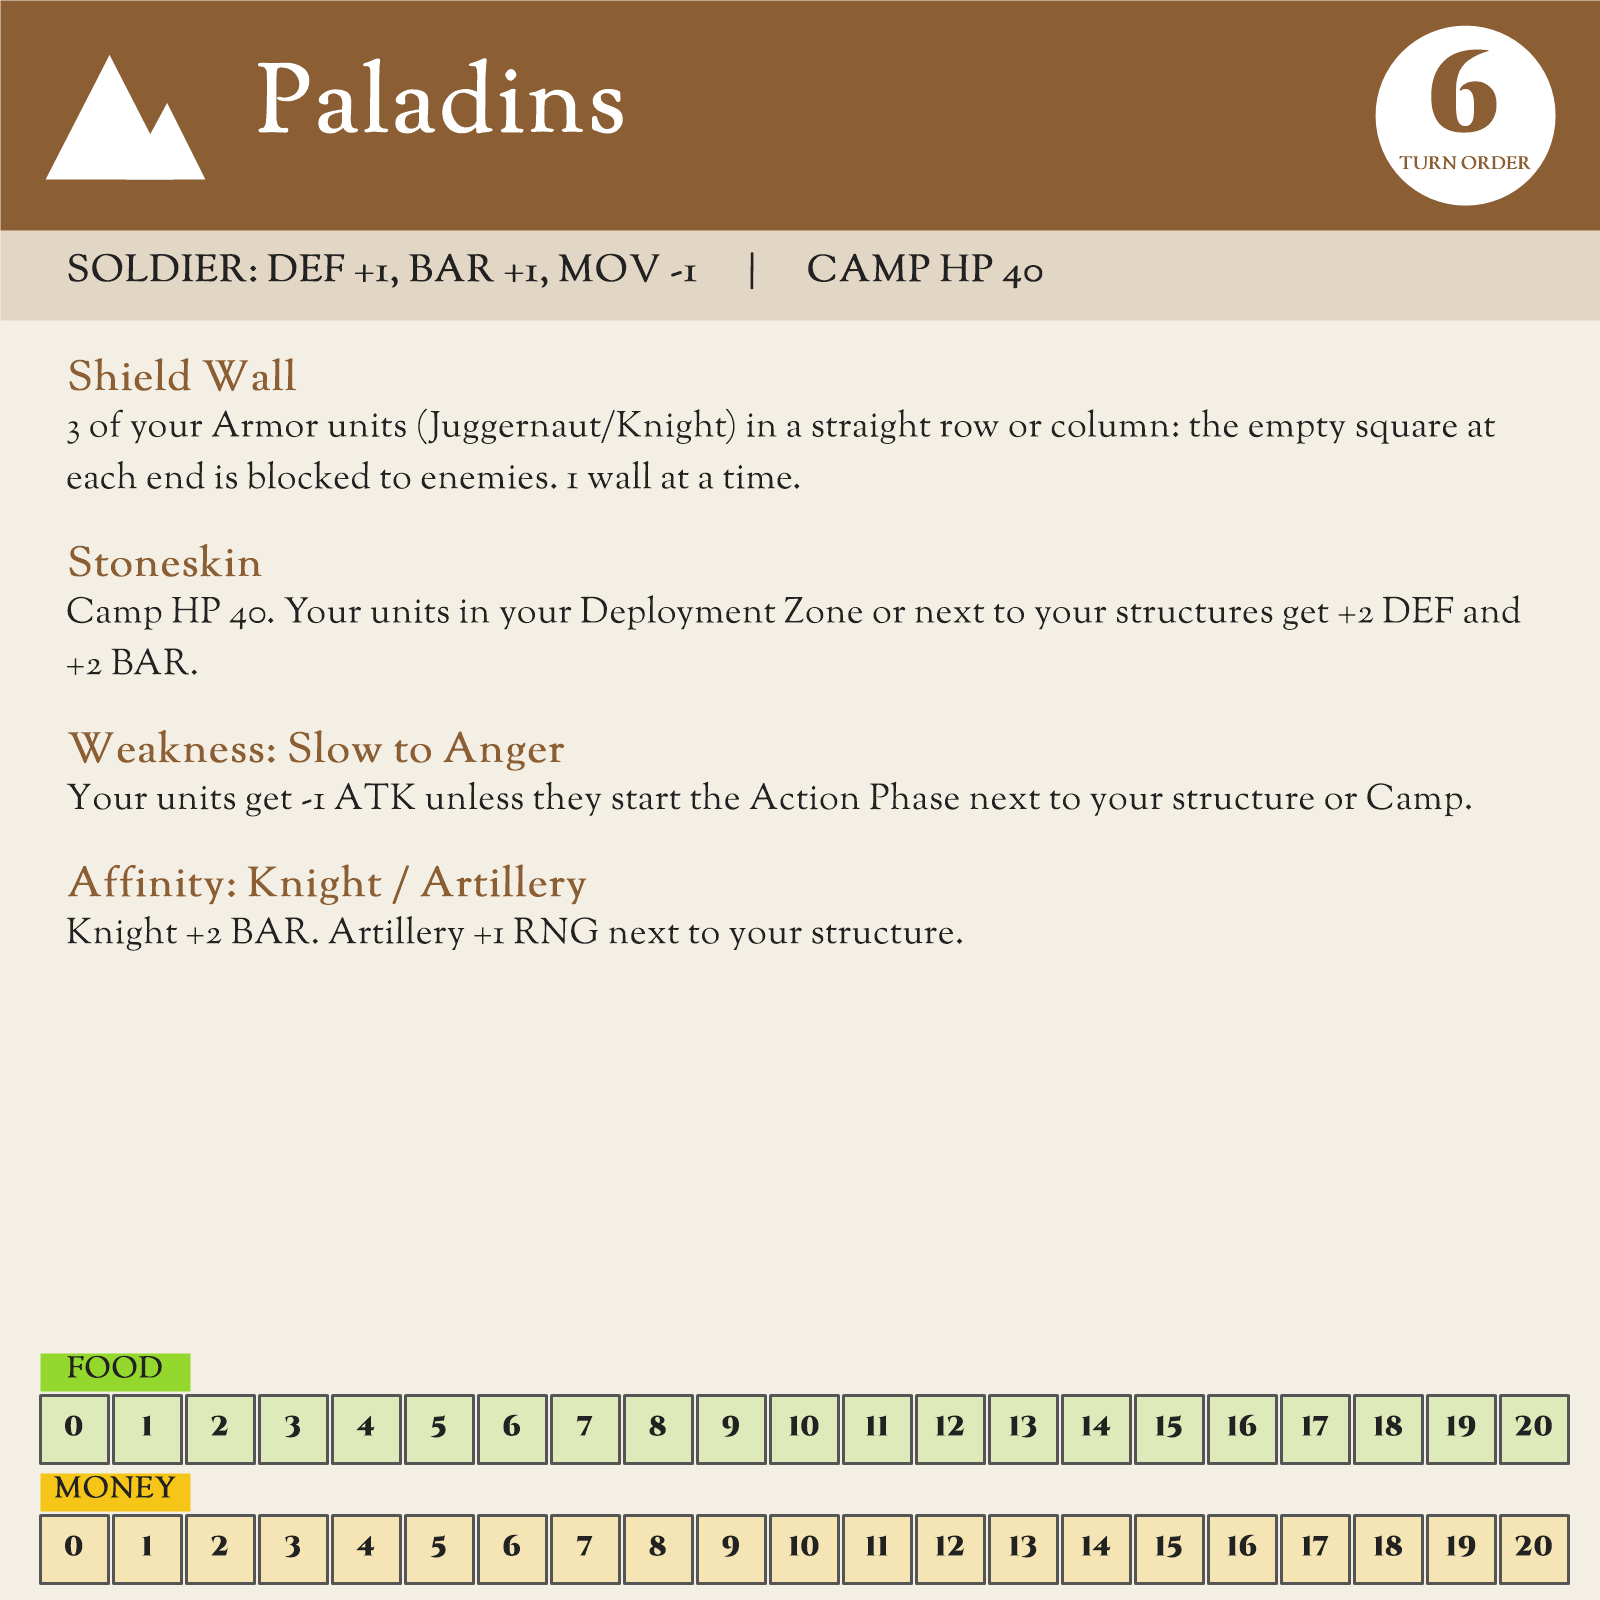 Paladins
6
TURN ORDER
SOLDIER: DEF +1, BAR +1, MOV -1 | CAMP HP 40
Shield Wall
3 of your Armor units (Juggernaut/Knight) in a straight row or column: the empty square at
each end is blocked to enemies. 1 wall at a time.
Stoneskin
Camp HP 40. Your units in your Deployment Zone or next to your structures get +2 DEF and
+2 BAR.
Weakness: Slow to Anger
Your units get -1 ATK unless they start the Action Phase next to your structure or Camp.
Affinity: Knight / Artillery
Knight +2 BAR. Artillery +1 RNG next to your structure.
FOOD
0 1 2 3 4 5 6 7 8 9 10 11 12 13 14 15 16 17 18 19 20
MONEY
0 1 2 3 4 5 6 7 8 9 10 11 12 13 14 15 16 17 18 19 20